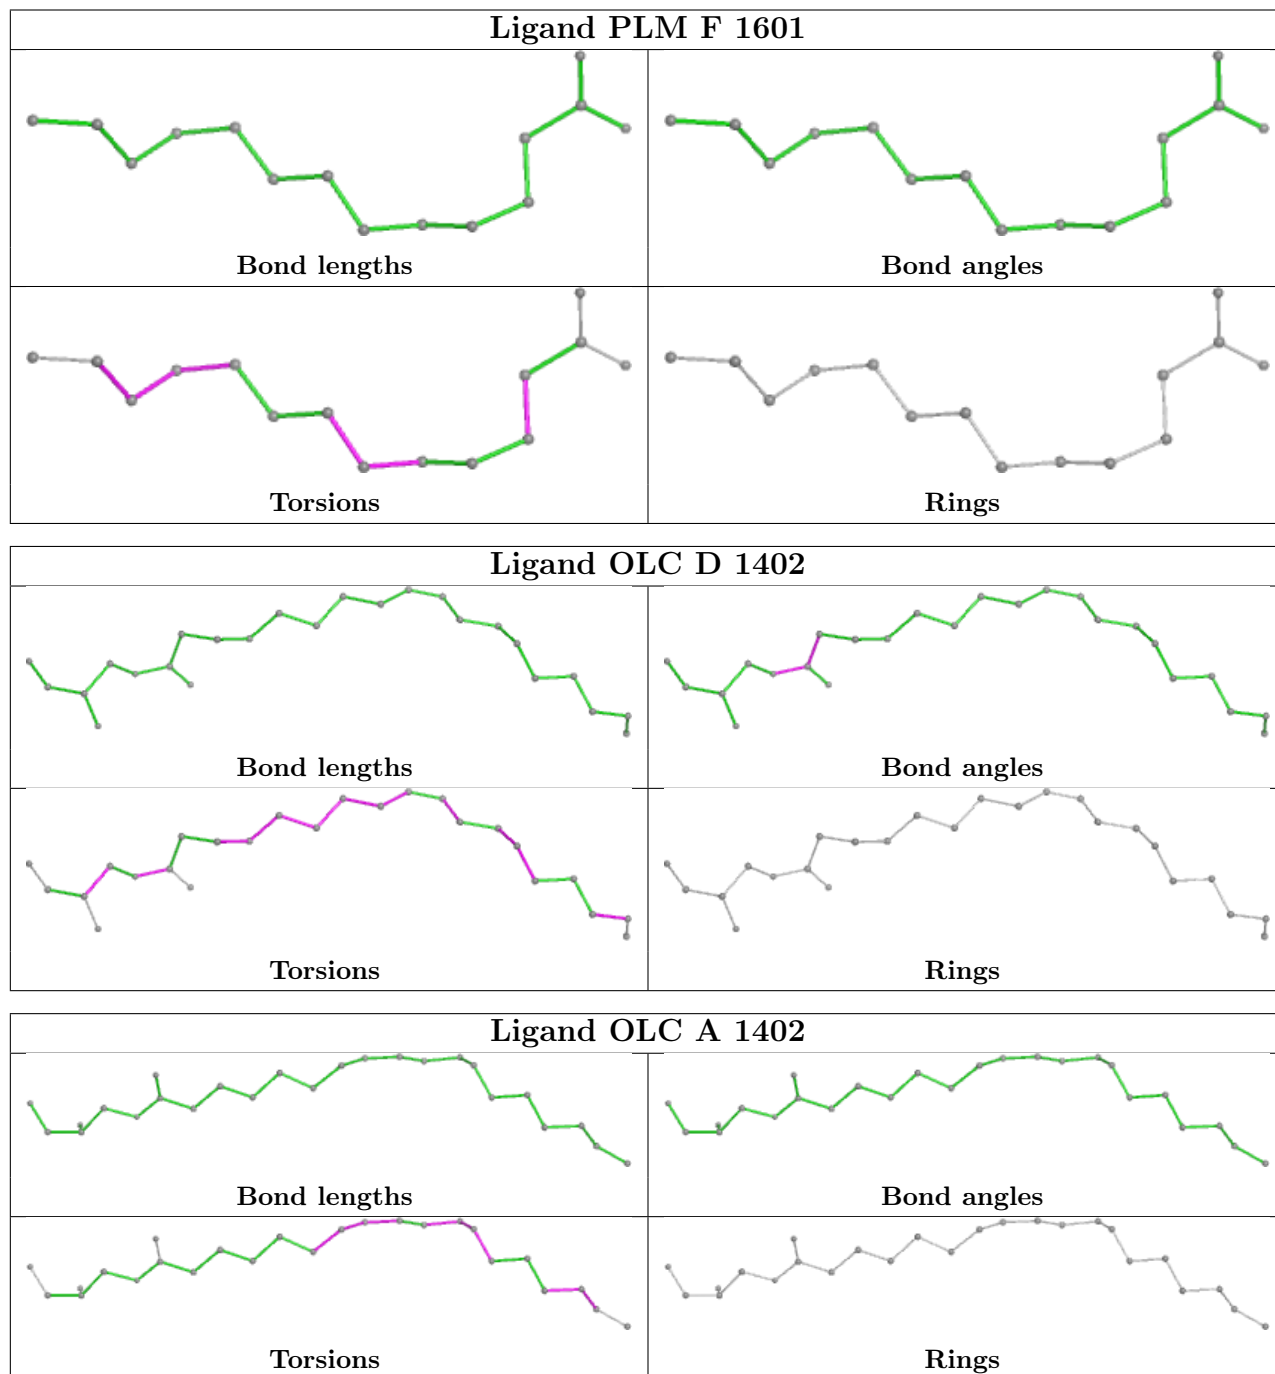 Ligand PLM F 1601
Bond lengths
Bond angles
Torsions
Rings
Ligand OLC D 1402
Bond lengths
Bond angles
Torsions
Rings
Ligand OLC A 1402
Bond lengths
Bond angles
Torsions
Rings